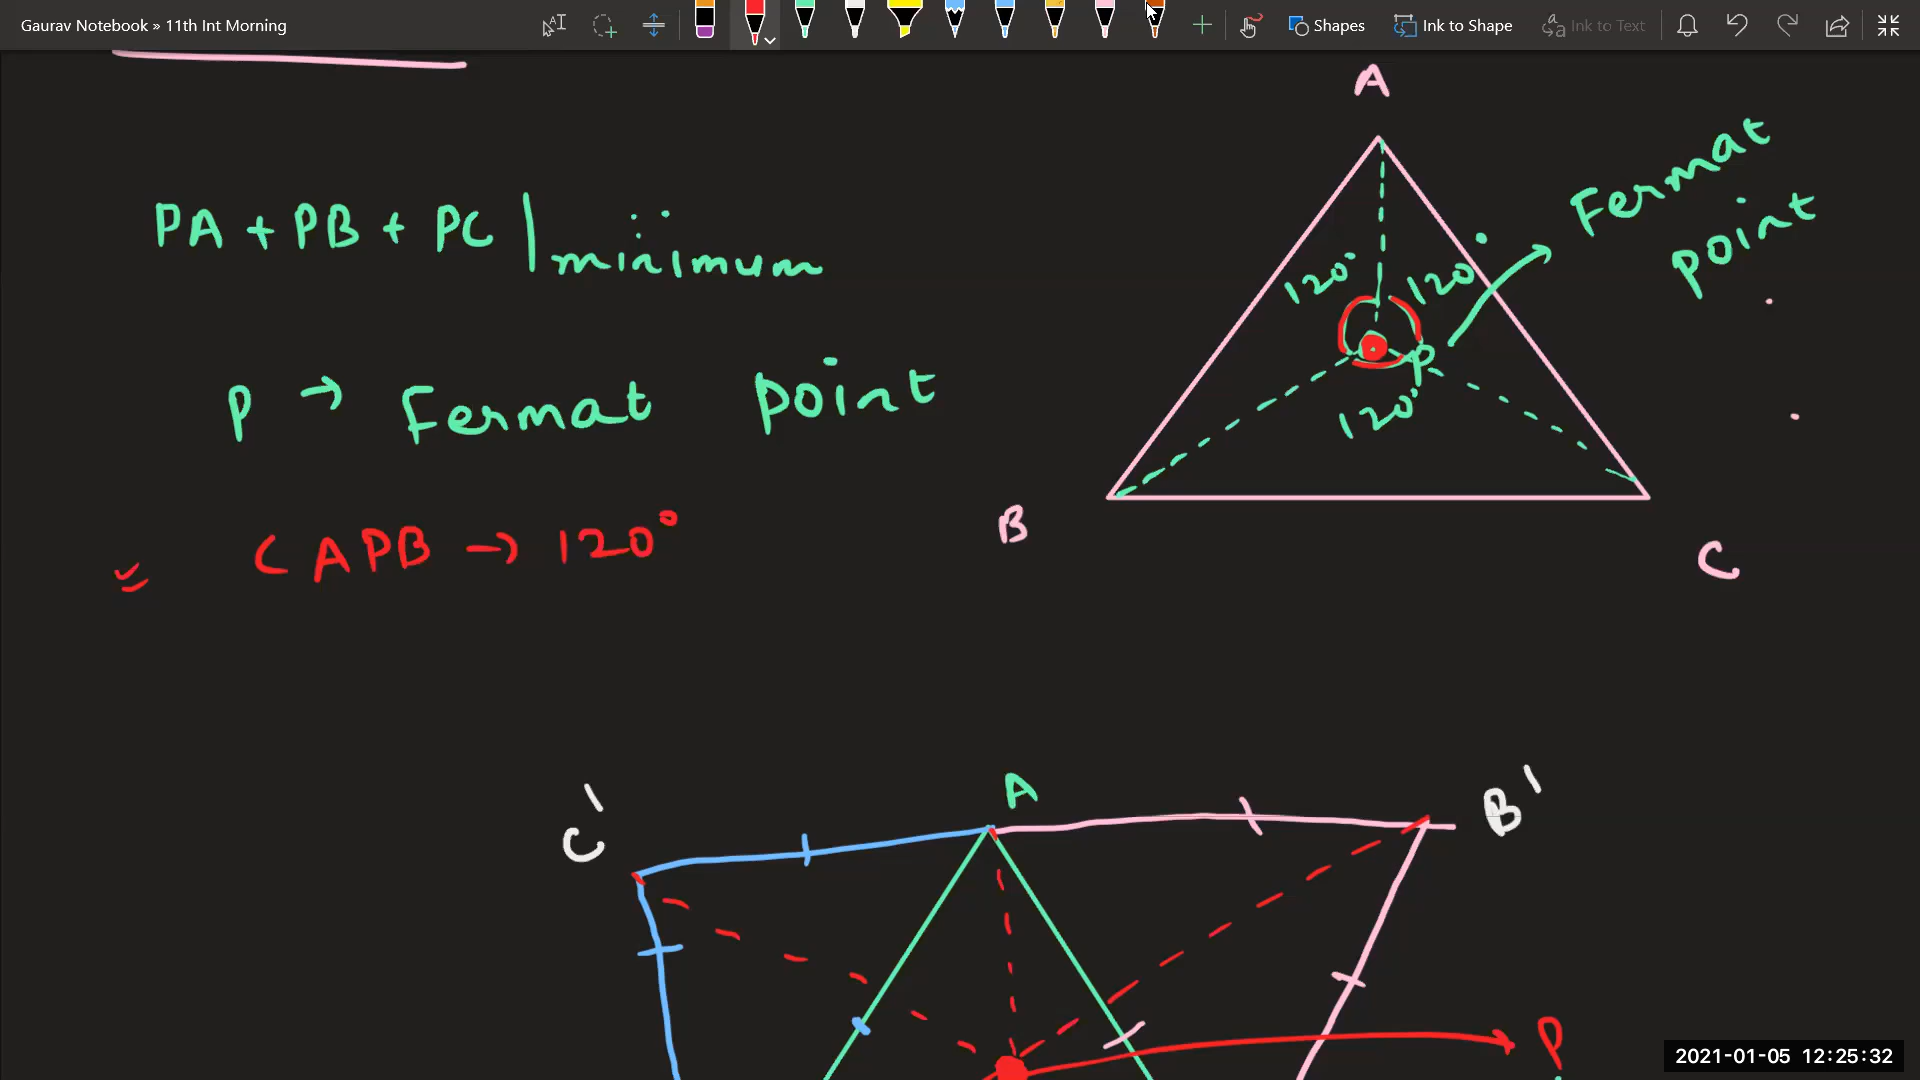 Gaurav Notebook » 11th Int Morning
Shapes
Ink to Shape
Ink to Text
A
Fermat
point
PA + PB + PC | minimum
120°
120°
P
120°
P → Fermat point
B
C
∠APB → 120°
C'
A
B'
P
2021-01-05 12:25:32